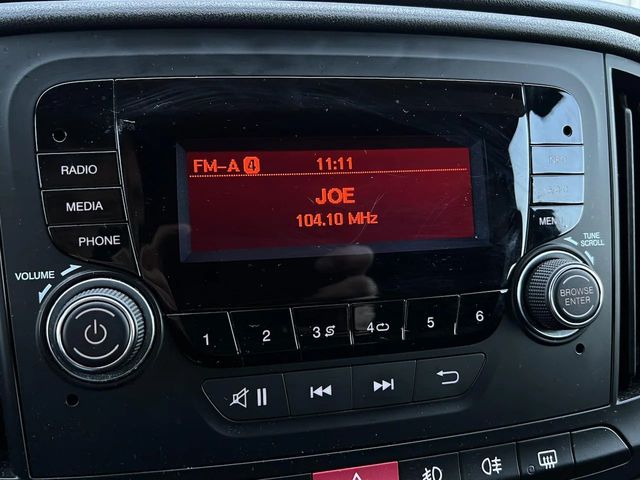 FM-A 4 11:11
JOE
104.10 MHz
RADIO
MEDIA
PHONE
MENU
VOLUME
TUNE
SCROLL
BROWSE
ENTER
1 2 3 4 5 6